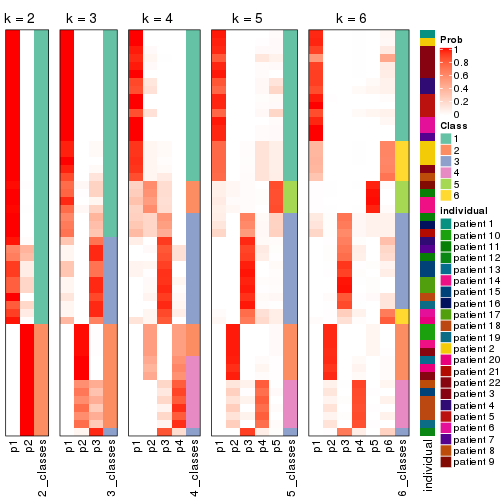 k = 2
k = 3
k = 4
k = 5
k = 6
p1
p2
2_classes
p1
p2
p3
3_classes
p1
p2
p3
p4
4_classes
p1
p2
p3
p4
p5
5_classes
p1
p2
p3
p4
p5
p6
6_classes
Individual
Prob
1
0.8
0.6
0.4
0.2
0
Class
1
2
3
4
5
6
Individual
patient 1
patient 10
patient 11
patient 12
patient 13
patient 14
patient 15
patient 16
patient 17
patient 18
patient 19
patient 2
patient 20
patient 21
patient 22
patient 3
patient 4
patient 5
patient 6
patient 7
patient 8
patient 9